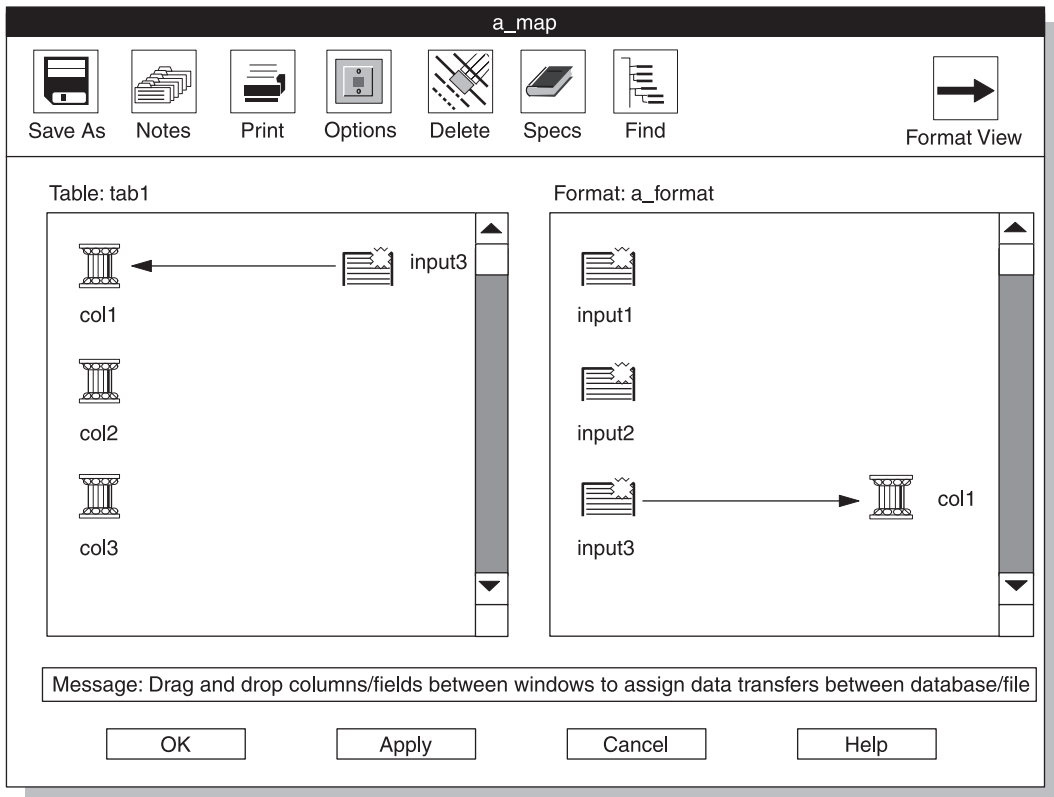 a_map
Save As Notes Print Options Delete Specs Find Format View
Table: tab1
Format: a_format
input3
col1
col2
col3
input1
input2
col1
input3
Message: Drag and drop columns/fields between windows to assign data transfers between database/file
OK Apply Cancel Help